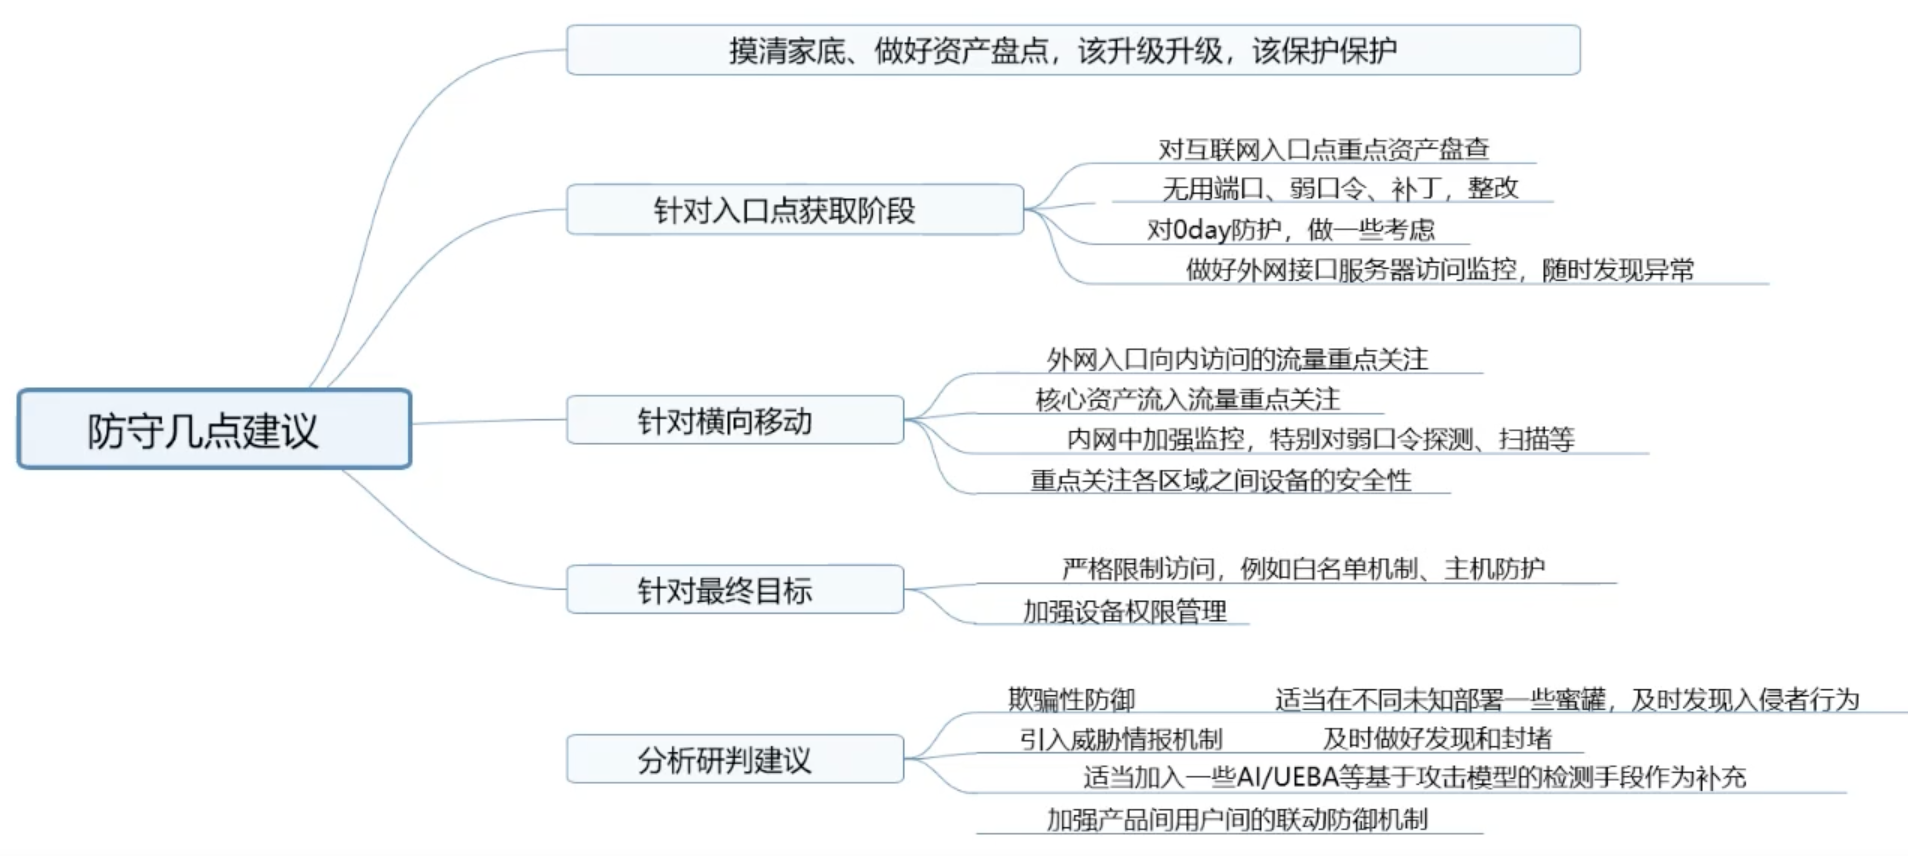 摸清家底、做好资产盘点，该升级升级，该保护保护
防守几点建议
针对入口点获取阶段
对互联网入口点重点资产盘查
无用端口、弱口令、补丁，整改
对0day防护，做一些考虑
做好外网接口服务器访问监控，随时发现异常
针对横向移动
外网入口向内访问的流量重点关注
核心资产流入流量重点关注
内网中加强监控，特别对弱口令探测、扫描等
重点关注各区域之间设备的安全性
针对最终目标
严格限制访问，例如白名单机制、主机防护
加强设备权限管理
分析研判建议
欺骗性防御 适当在不同未知部署一些蜜罐，及时发现入侵者行为
引入威胁情报机制 及时做好发现和封堵
适当加入一些AI/UEBA等基于攻击模型的检测手段作为补充
加强产品间用户间的联动防御机制